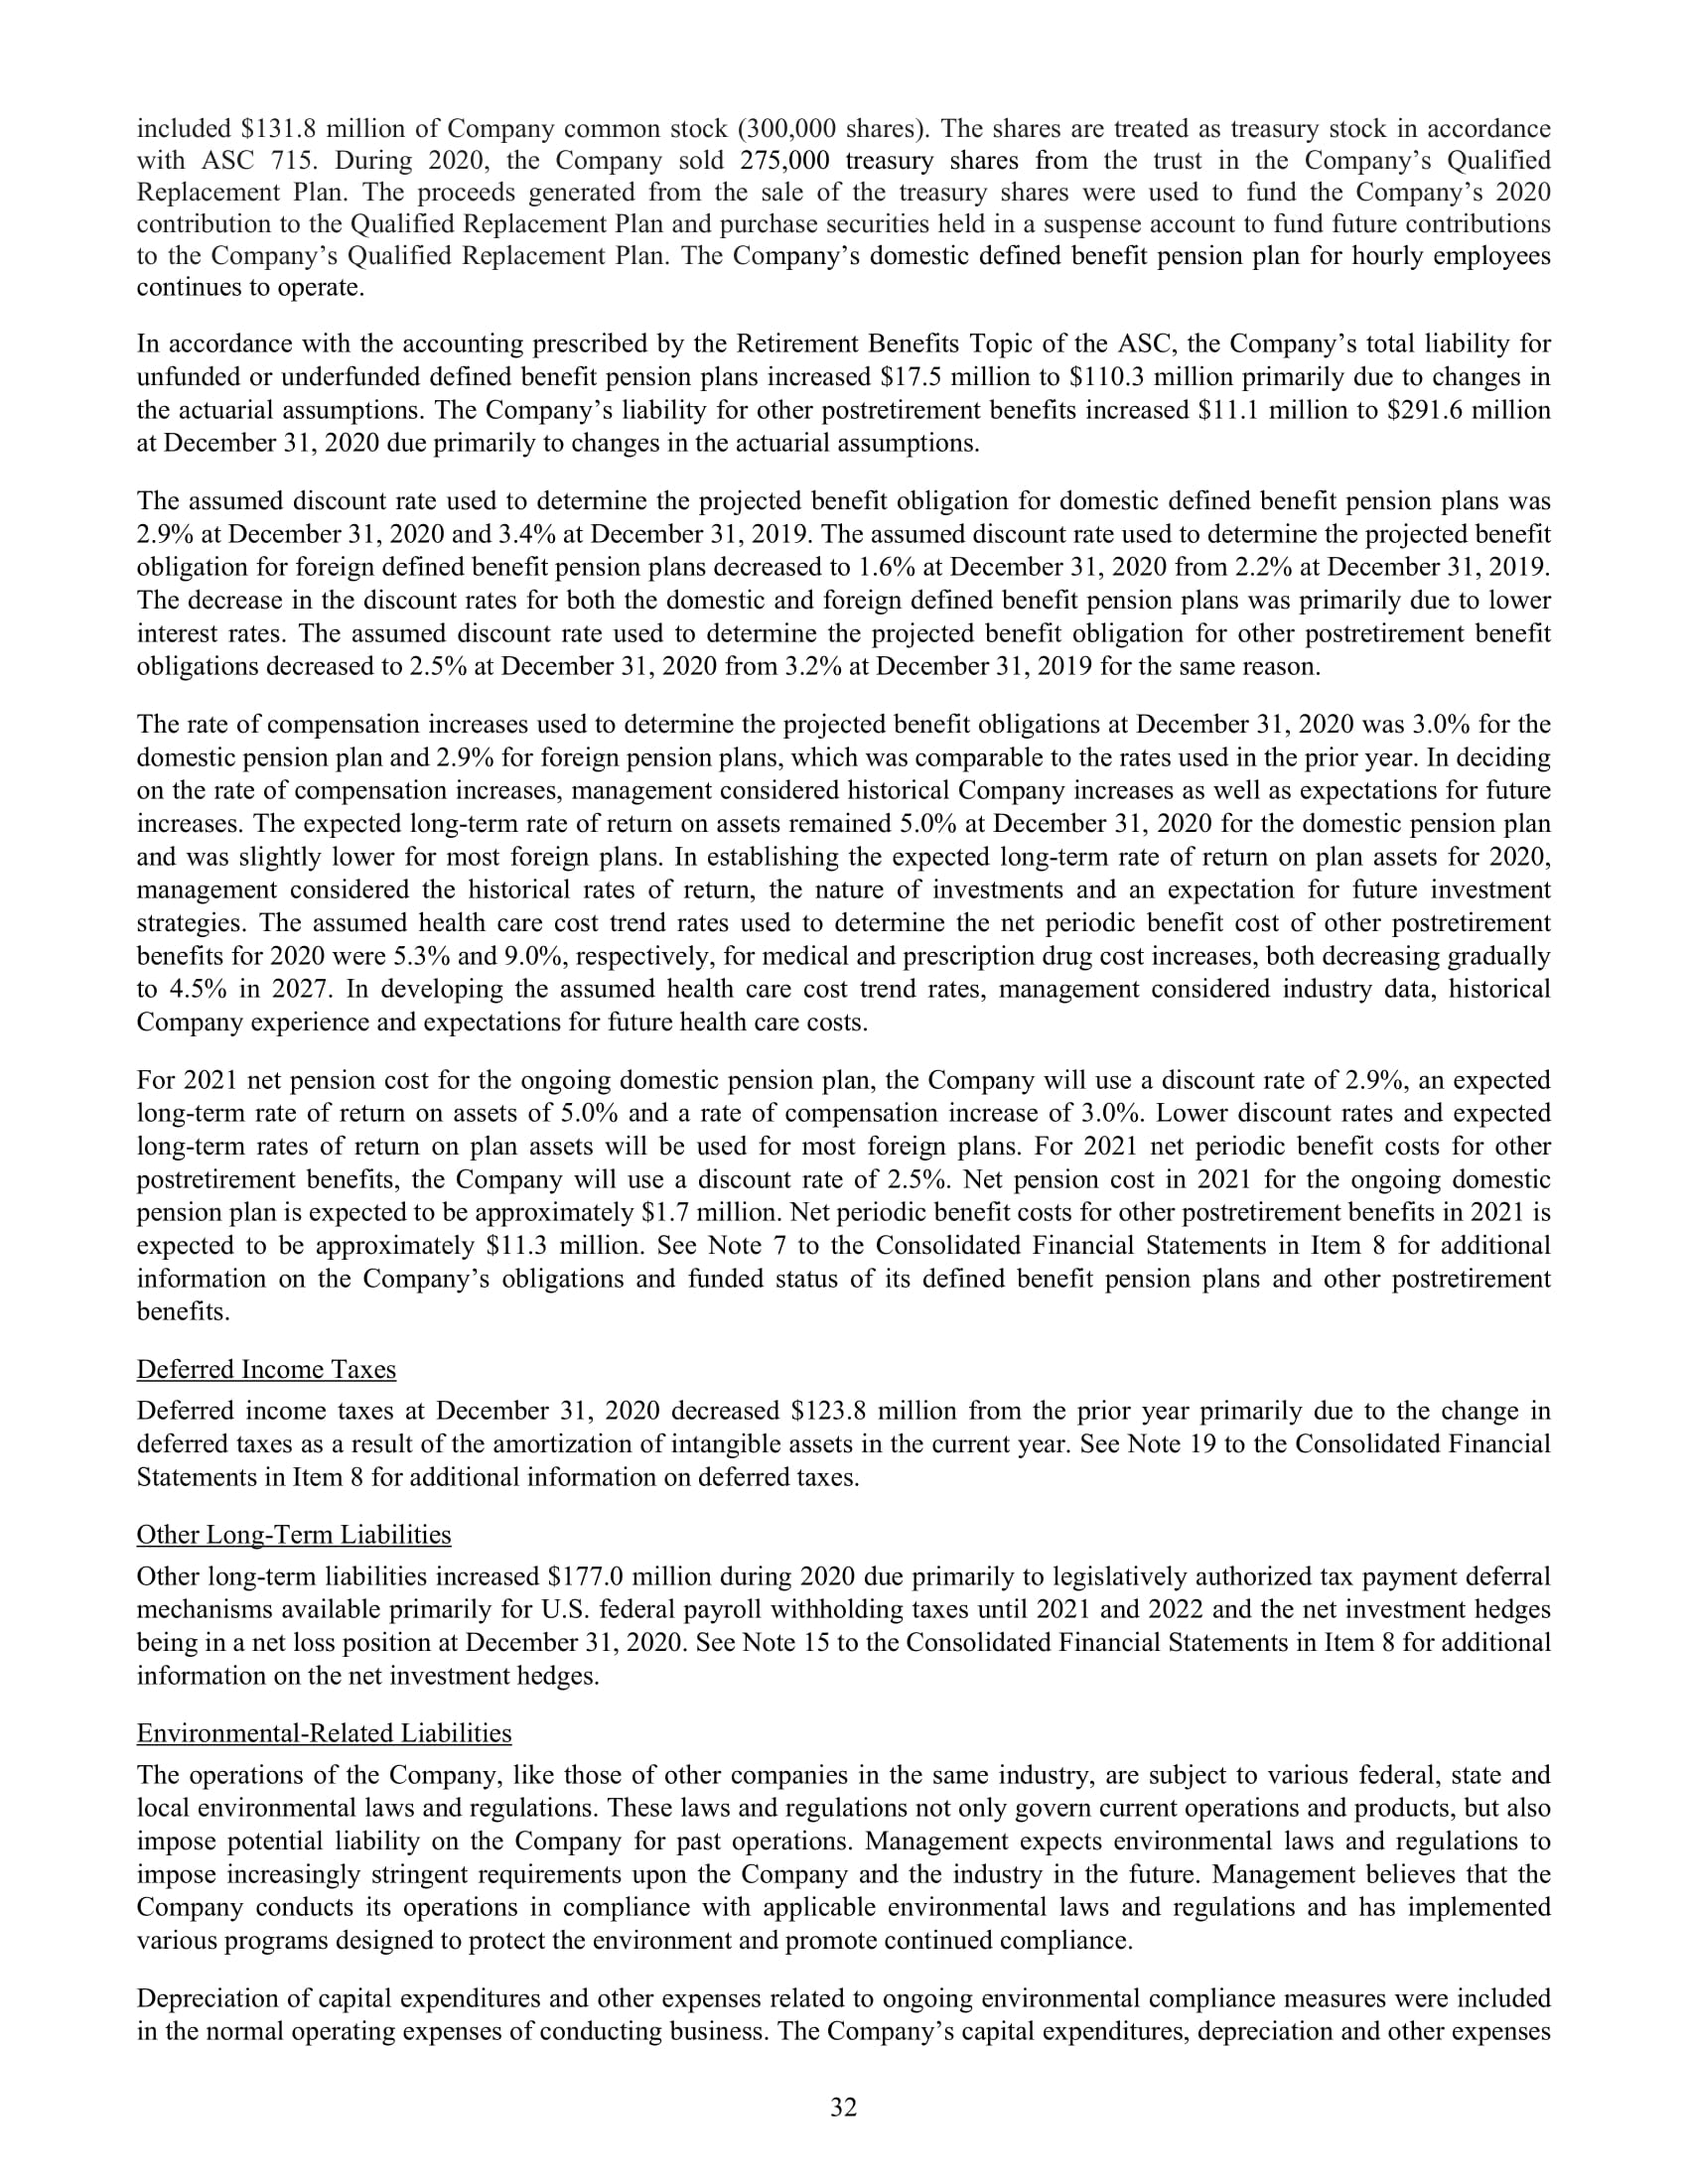 included $131.8 million of Company common stock (300,000 shares). The shares are treated as treasury stock in accordance
with ASC 715. During 2020, the Company sold 275,000 treasury shares from the trust in the Company’s Qualified
Replacement Plan. The proceeds generated from the sale of the treasury shares were used to fund the Company’s 2020
contribution to the Qualified Replacement Plan and purchase securities held in a suspense account to fund future contributions
to the Company’s Qualified Replacement Plan. The Company’s domestic defined benefit pension plan for hourly employees
continues to operate.
In accordance with the accounting prescribed by the Retirement Benefits Topic of the ASC, the Company’s total liability for
unfunded or underfunded defined benefit pension plans increased $17.5 million to $110.3 million primarily due to changes in
the actuarial assumptions. The Company’s liability for other postretirement benefits increased $11.1 million to $291.6 million
at December 31, 2020 due primarily to changes in the actuarial assumptions.
The assumed discount rate used to determine the projected benefit obligation for domestic defined benefit pension plans was
2.9% at December 31, 2020 and 3.4% at December 31, 2019. The assumed discount rate used to determine the projected benefit
obligation for foreign defined benefit pension plans decreased to 1.6% at December 31, 2020 from 2.2% at December 31, 2019.
The decrease in the discount rates for both the domestic and foreign defined benefit pension plans was primarily due to lower
interest rates. The assumed discount rate used to determine the projected benefit obligation for other postretirement benefit
obligations decreased to 2.5% at December 31, 2020 from 3.2% at December 31, 2019 for the same reason.
The rate of compensation increases used to determine the projected benefit obligations at December 31, 2020 was 3.0% for the
domestic pension plan and 2.9% for foreign pension plans, which was comparable to the rates used in the prior year. In deciding
on the rate of compensation increases, management considered historical Company increases as well as expectations for future
increases. The expected long-term rate of return on assets remained 5.0% at December 31, 2020 for the domestic pension plan
and was slightly lower for most foreign plans. In establishing the expected long-term rate of return on plan assets for 2020,
management considered the historical rates of return, the nature of investments and an expectation for future investment
strategies. The assumed health care cost trend rates used to determine the net periodic benefit cost of other postretirement
benefits for 2020 were 5.3% and 9.0%, respectively, for medical and prescription drug cost increases, both decreasing gradually
to 4.5% in 2027. In developing the assumed health care cost trend rates, management considered industry data, historical
Company experience and expectations for future health care costs.
For 2021 net pension cost for the ongoing domestic pension plan, the Company will use a discount rate of 2.9%, an expected
long-term rate of return on assets of 5.0% and a rate of compensation increase of 3.0%. Lower discount rates and expected
long-term rates of return on plan assets will be used for most foreign plans. For 2021 net periodic benefit costs for other
postretirement benefits, the Company will use a discount rate of 2.5%. Net pension cost in 2021 for the ongoing domestic
pension plan is expected to be approximately $1.7 million. Net periodic benefit costs for other postretirement benefits in 2021 is
expected to be approximately $11.3 million. See Note 7 to the Consolidated Financial Statements in Item 8 for additional
information on the Company’s obligations and funded status of its defined benefit pension plans and other postretirement
benefits.
Deferred Income Taxes
Deferred income taxes at December 31, 2020 decreased $123.8 million from the prior year primarily due to the change in
deferred taxes as a result of the amortization of intangible assets in the current year. See Note 19 to the Consolidated Financial
Statements in Item 8 for additional information on deferred taxes.
Other Long-Term Liabilities
Other long-term liabilities increased $177.0 million during 2020 due primarily to legislatively authorized tax payment deferral
mechanisms available primarily for U.S. federal payroll withholding taxes until 2021 and 2022 and the net investment hedges
being in a net loss position at December 31, 2020. See Note 15 to the Consolidated Financial Statements in Item 8 for additional
information on the net investment hedges.
Environmental-Related Liabilities
The operations of the Company, like those of other companies in the same industry, are subject to various federal, state and
local environmental laws and regulations. These laws and regulations not only govern current operations and products, but also
impose potential liability on the Company for past operations. Management expects environmental laws and regulations to
impose increasingly stringent requirements upon the Company and the industry in the future. Management believes that the
Company conducts its operations in compliance with applicable environmental laws and regulations and has implemented
various programs designed to protect the environment and promote continued compliance.
Depreciation of capital expenditures and other expenses related to ongoing environmental compliance measures were included
in the normal operating expenses of conducting business. The Company’s capital expenditures, depreciation and other expenses
32